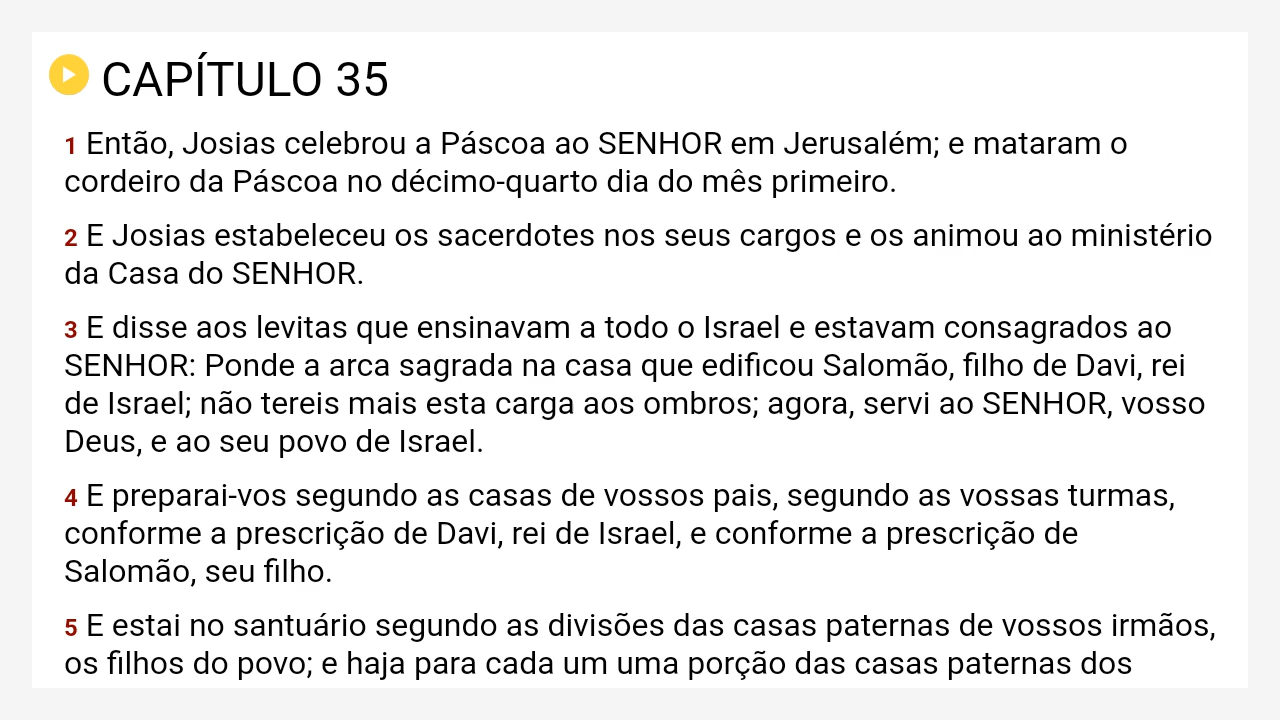 CAPÍTULO 35
1 Então, Josias celebrou a Páscoa ao SENHOR em Jerusalém; e mataram o
cordeiro da Páscoa no décimo-quarto dia do mês primeiro.
2 E Josias estabeleceu os sacerdotes nos seus cargos e os animou ao ministério
da Casa do SENHOR.
3 E disse aos levitas que ensinavam a todo o Israel e estavam consagrados ao
SENHOR: Ponde a arca sagrada na casa que edificou Salomão, filho de Davi, rei
de Israel; não tereis mais esta carga aos ombros; agora, servi ao SENHOR, vosso
Deus, e ao seu povo de Israel.
4 E preparai-vos segundo as casas de vossos pais, segundo as vossas turmas,
conforme a prescrição de Davi, rei de Israel, e conforme a prescrição de
Salomão, seu filho.
5 E estai no santuário segundo as divisões das casas paternas de vossos irmãos,
os filhos do povo; e haja para cada um uma porção das casas paternas dos